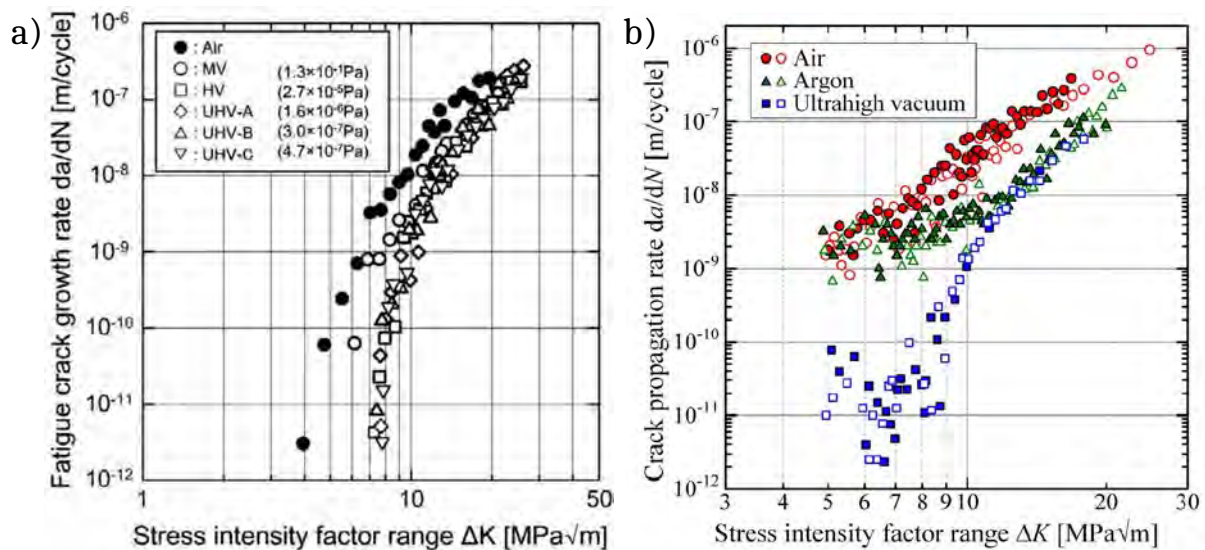 a)
Fatigue crack growth rate da/dN [m/cycle]
10⁻⁶
10⁻⁷
10⁻⁸
10⁻⁹
10⁻¹⁰
10⁻¹¹
10⁻¹²
● : Air
○ : MV (1.3×10⁻¹Pa)
□ : HV (2.7×10⁻⁵Pa)
◇ : UHV-A (1.6×10⁻⁶Pa)
△ : UHV-B (3.0×10⁻⁷Pa)
▽ : UHV-C (4.7×10⁻⁷Pa)
1 10 50
Stress intensity factor range ΔK [MPa√m]
b)
Crack propagation rate da/dN [m/cycle]
10⁻⁶
10⁻⁷
10⁻⁸
10⁻⁹
10⁻¹⁰
10⁻¹¹
10⁻¹²
Air
Argon
Ultrahigh vacuum
3 4 5 6 7 8 9 10 20 30
Stress intensity factor range ΔK [MPa√m]